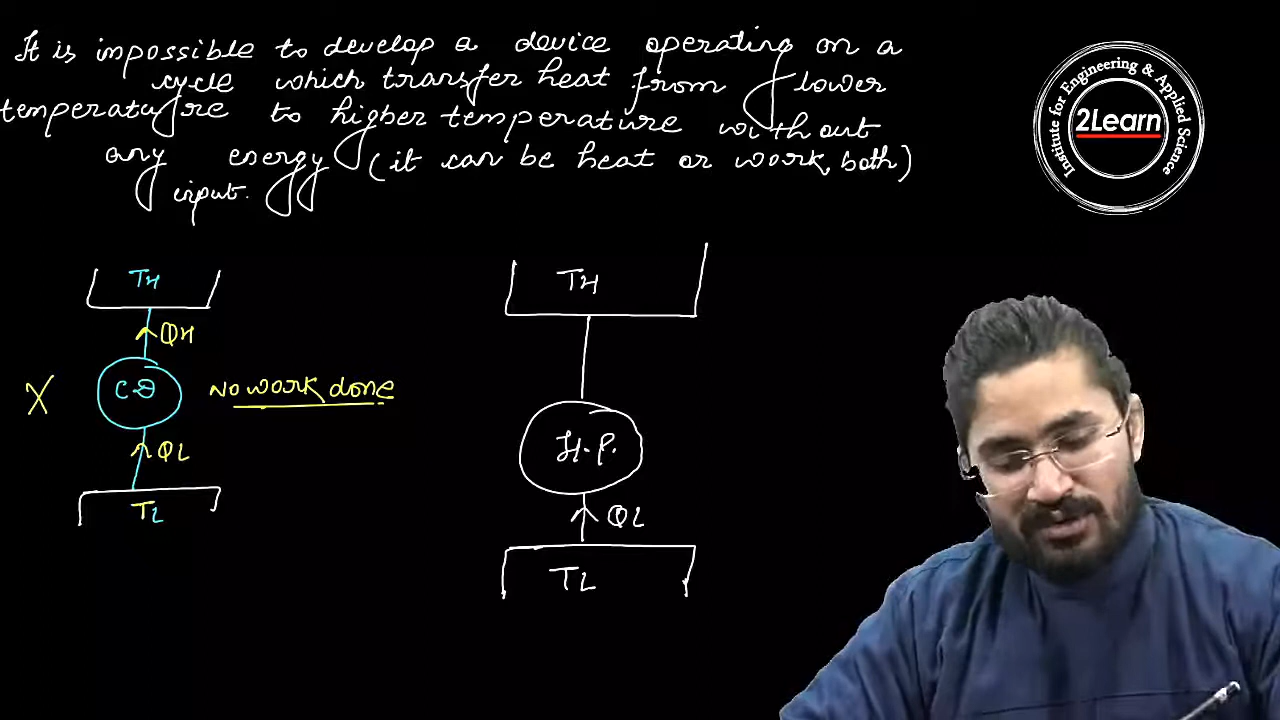 It is impossible to develop a device operating on a
cycle which transfer heat from lower
temperature to higher temperature without
any energy (it can be heat or work, both)
input.
Institute for Engineering & Applied Science
2Learn
TH
QH
X
C.D
No work done
QL
TL
TH
H.P.
QL
TL